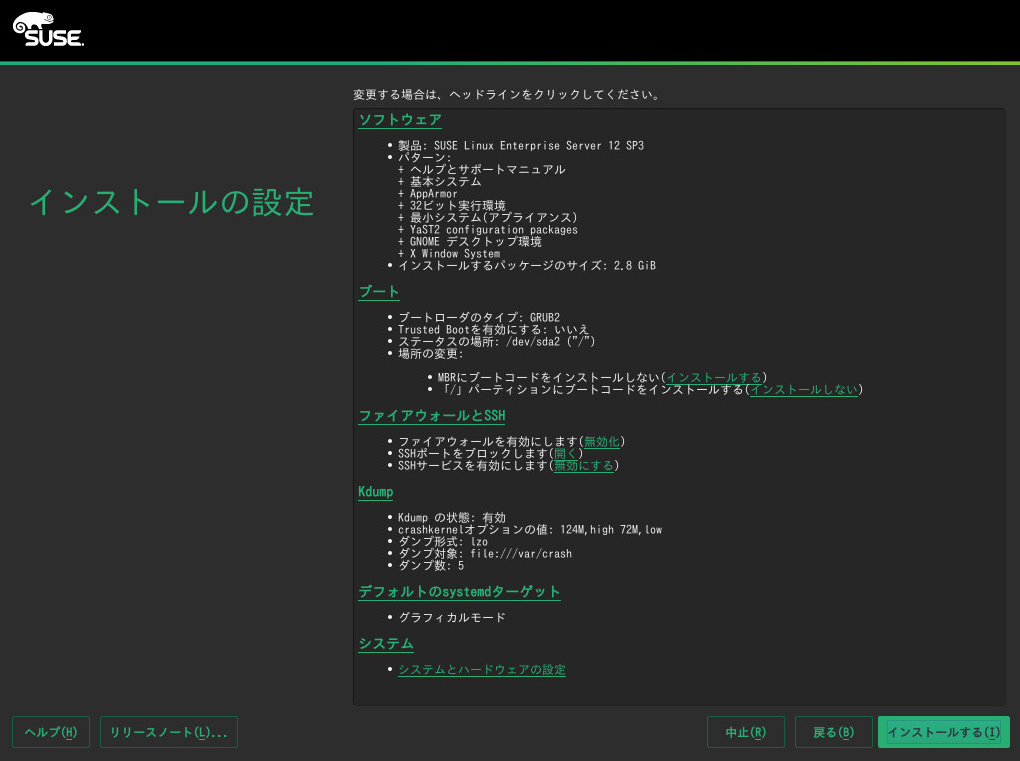 SUSE
変更する場合は、ヘッドラインをクリックしてください。
インストールの設定
ソフトウェア
• 製品: SUSE Linux Enterprise Server 12 SP3
• パターン:
+ ヘルプとサポートマニュアル
+ 基本システム
+ AppArmor
+ 32ビット実行環境
+ 最小システム(アプライアンス)
+ YaST2 configuration packages
+ GNOME デスクトップ環境
+ X Window System
• インストールするパッケージのサイズ: 2.8 GiB
ブート
• ブートローダのタイプ: GRUB2
• Trusted Bootを有効にする: いいえ
• ステータスの場所: /dev/sda2 ("/")
• 場所の変更:
• MBRにブートコードをインストールしない(インストールする)
• 「/」パーティションにブートコードをインストールする(インストールしない)
ファイアウォールとSSH
• ファイアウォールを有効にします(無効化)
• SSHポートをブロックします(開く)
• SSHサービスを有効にします(無効にする)
Kdump
• Kdump の状態: 有効
• crashkernelオプションの値: 124M,high 72M,low
• ダンプ形式: lzo
• ダンプ対象: file:///var/crash
• ダンプ数: 5
デフォルトのsystemdターゲット
• グラフィカルモード
システム
• システムとハードウェアの設定
ヘルプ(H) リリースノート(L)... 中止(R) 戻る(B) インストールする(I)